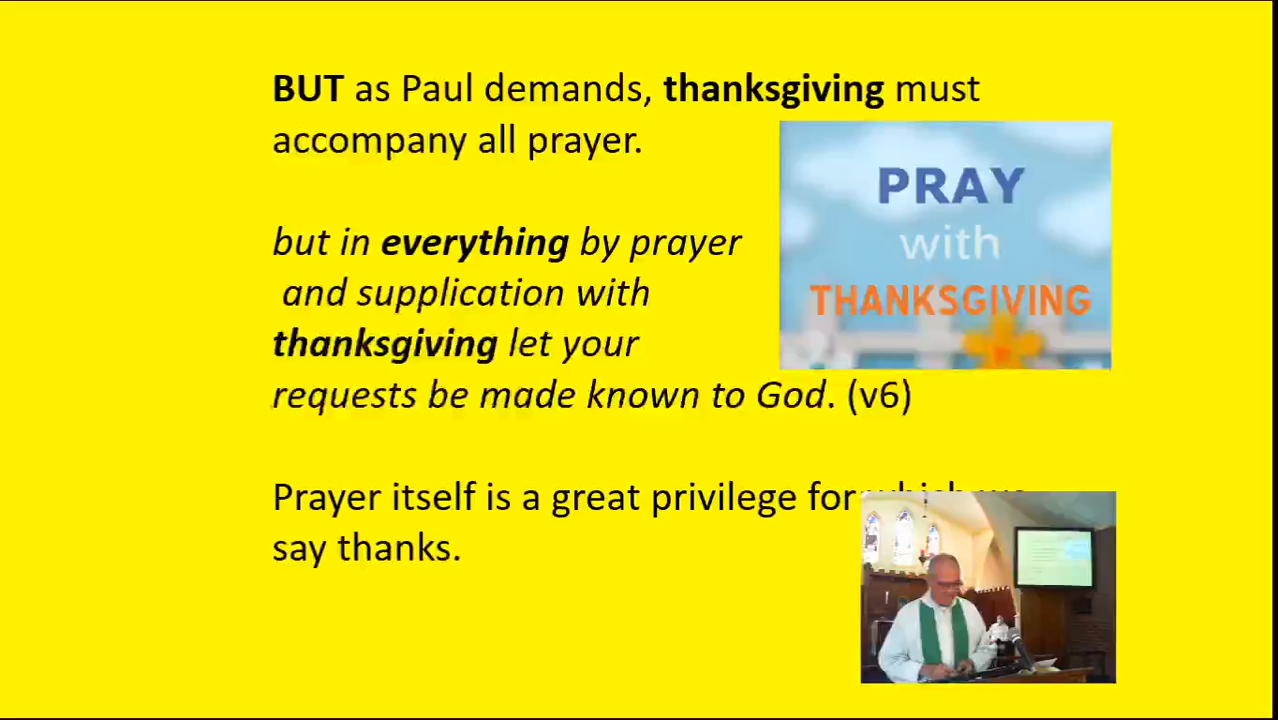 BUT as Paul demands, thanksgiving must
accompany all prayer.
PRAY
with
THANKSGIVING
but in everything by prayer
and supplication with
thanksgiving let your
requests be made known to God. (v6)
Prayer itself is a great privilege for which we
say thanks.